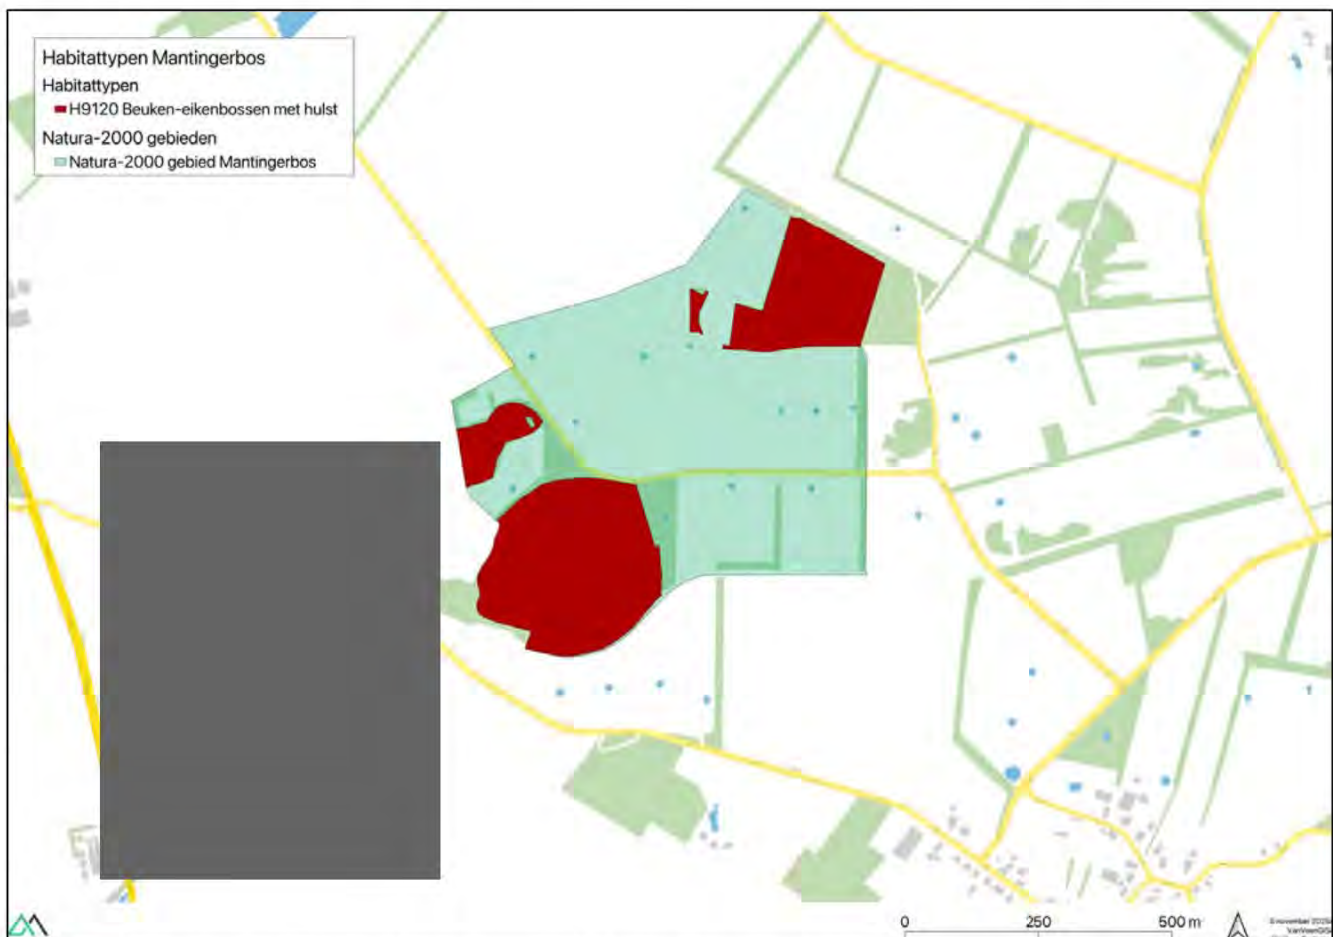 Habitattypen Mantingerbos
Habitattypen
H9120 Beuken-eikenbossen met hulst
Natura-2000 gebieden
Natura-2000 gebied Mantingerbos
0 250 500 m